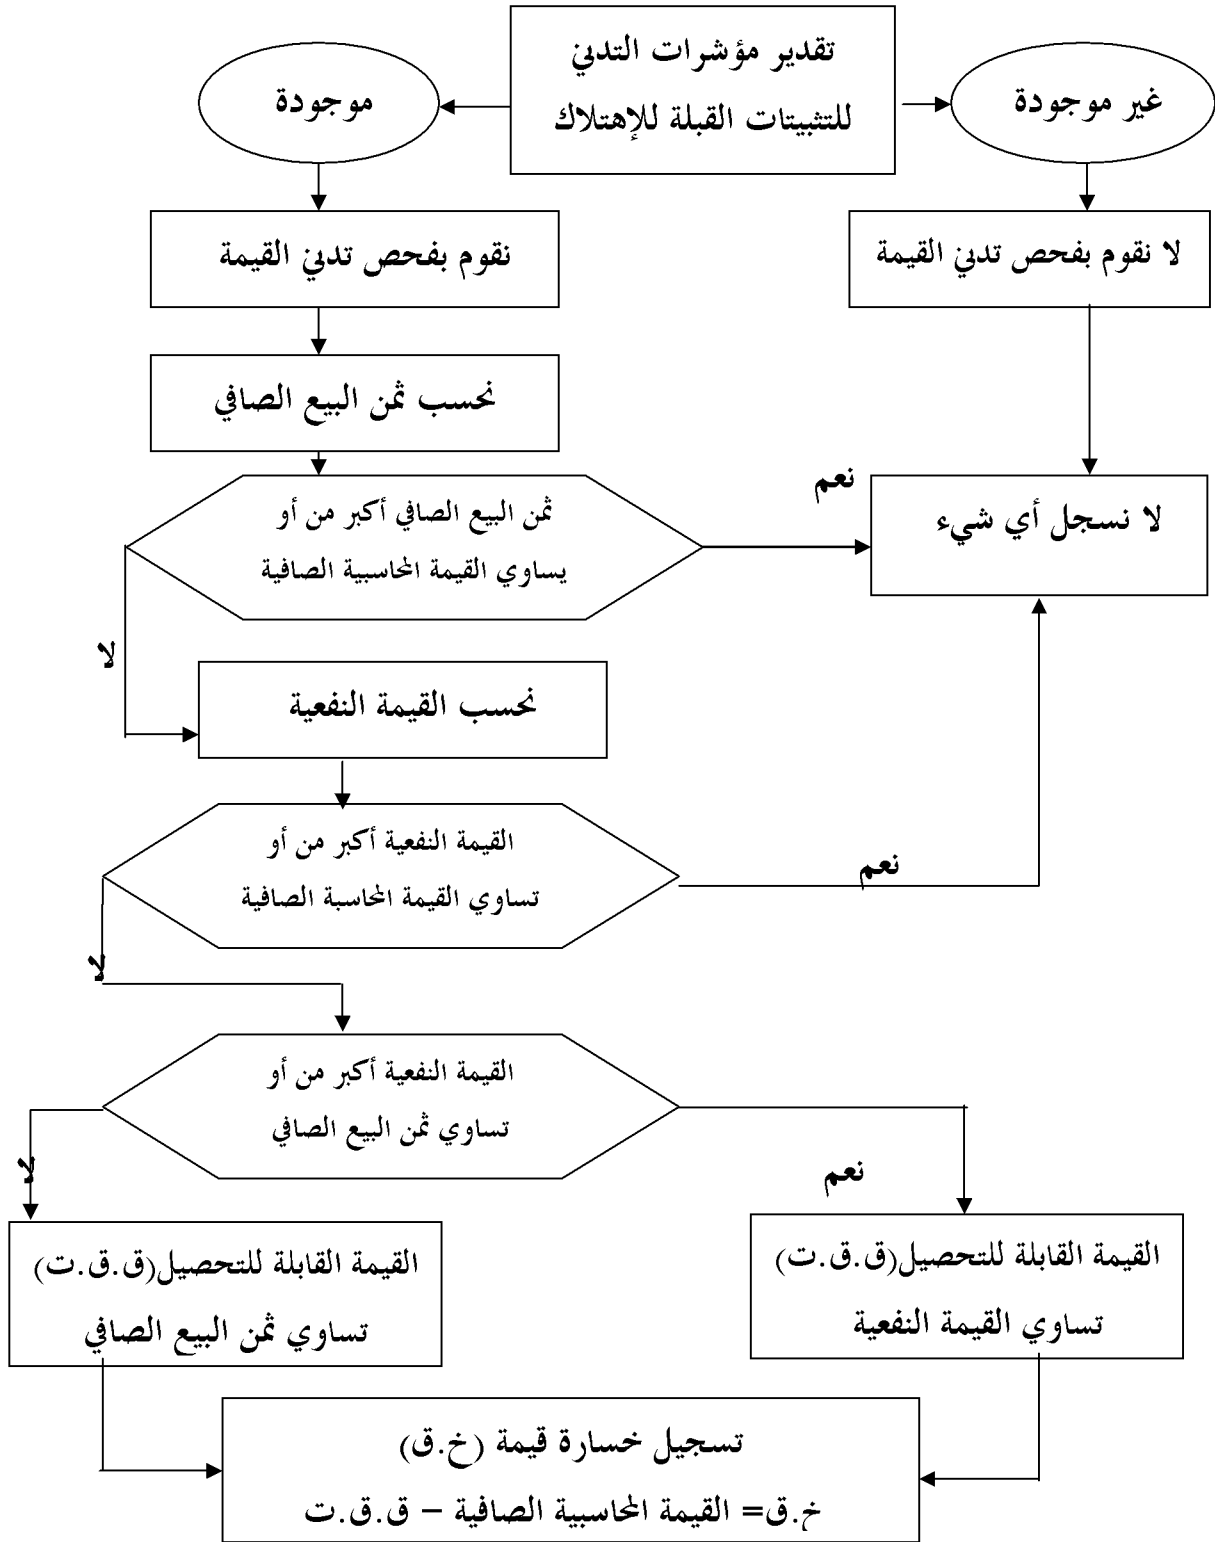 تقدير مؤشرات التدني
للتثبيتات القبلة للإهتلاك
غير موجودة
موجودة
لا نقوم بفحص تدني القيمة
نقوم بفحص تدني القيمة
نحسب ثمن البيع الصافي
ثمن البيع الصافي أكبر من أو
يساوي القيمة المحاسبية الصافية
نعم
لا نسجل أي شيء
لا
نحسب القيمة النفعية
القيمة النفعية أكبر من أو
تساوي القيمة المحاسبة الصافية
نعم
لا
القيمة النفعية أكبر من أو
تساوي ثمن البيع الصافي
نعم
لا
القيمة القابلة للتحصيل(ق.ق.ت)
تساوي القيمة النفعية
القيمة القابلة للتحصيل(ق.ق.ت)
تساوي ثمن البيع الصافي
تسجيل خسارة قيمة (خ.ق)
خ.ق= القيمة المحاسبية الصافية – ق.ق.ت